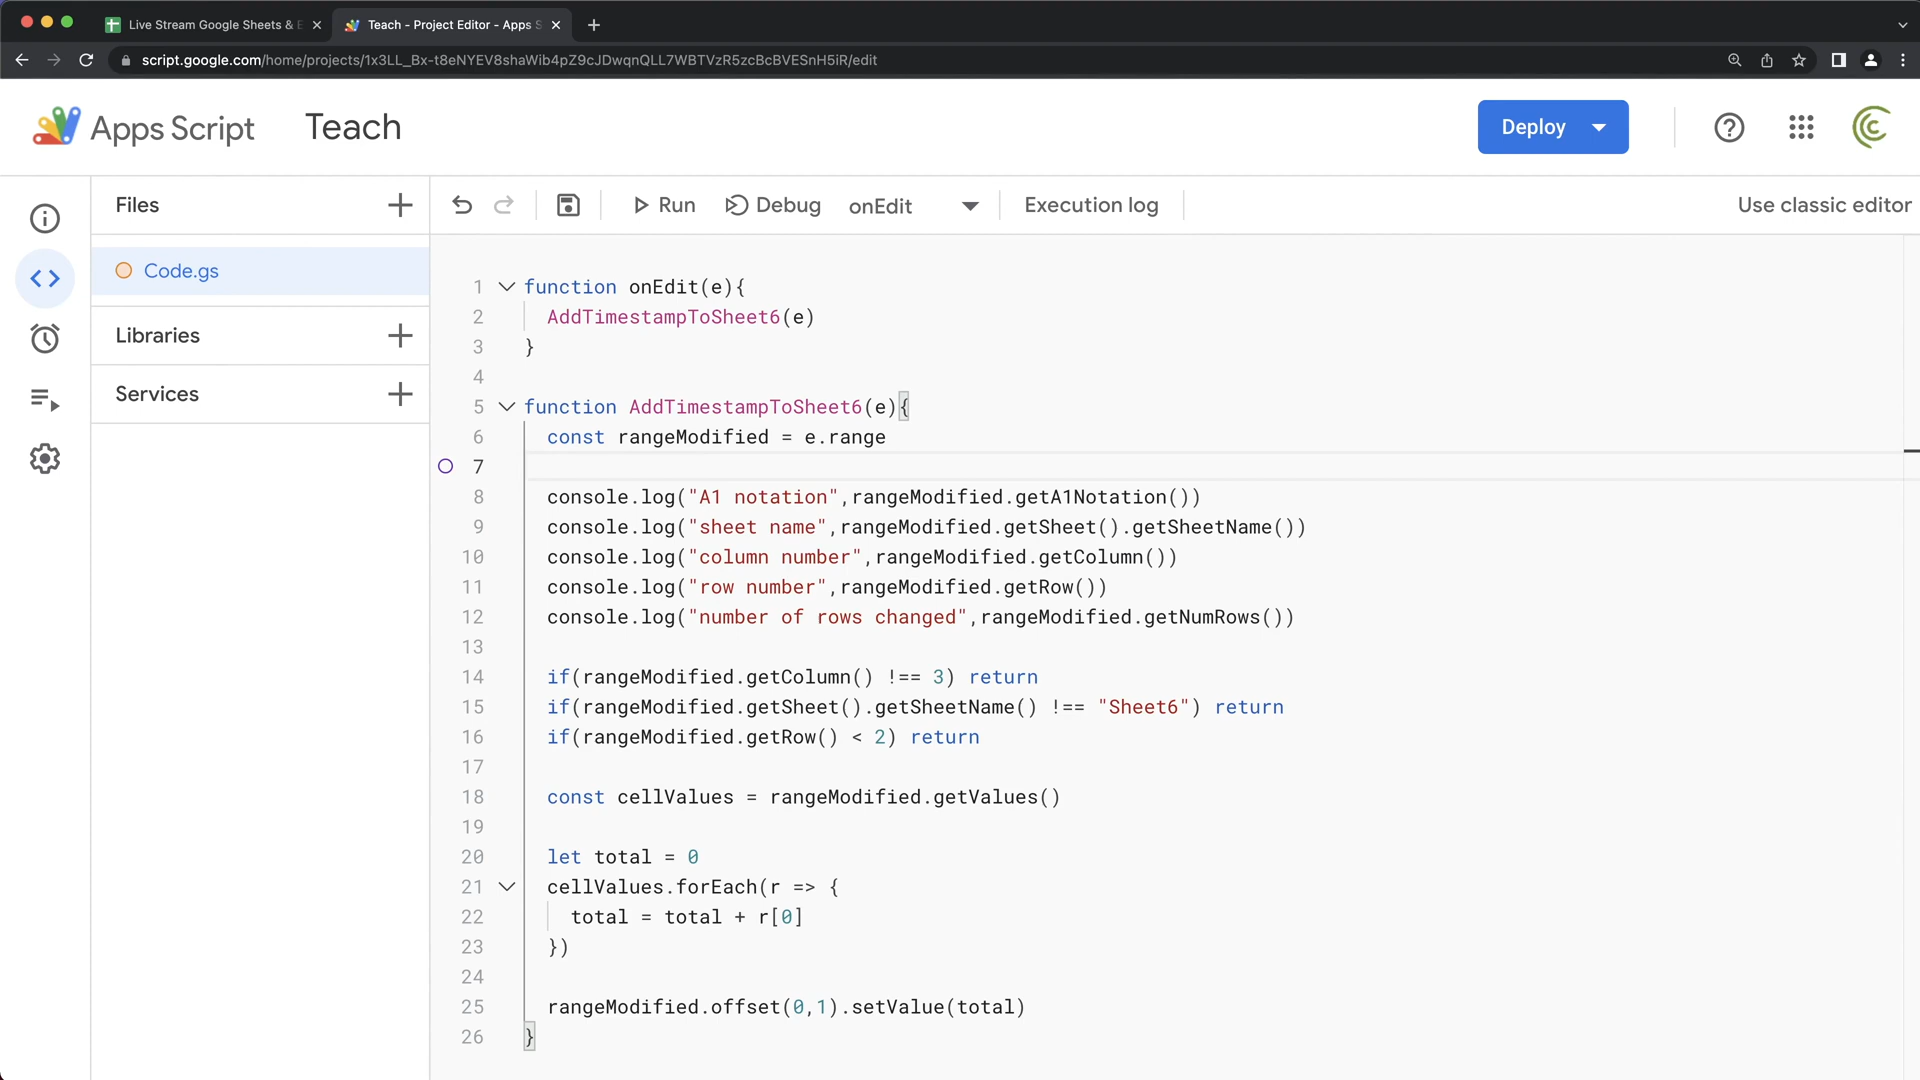 Live Stream Google Sheets & E
Teach - Project Editor - Apps S
script.google.com/home/projects/1x3LL_Bx-t8eNYEV8shaWib4pZ9cJDwqnQLL7WBTVzR5zcBcBVESnH5iR/edit
Apps Script
Teach
Deploy
Files
Run
Debug
onEdit
Execution log
Use classic editor
Code.gs
Libraries
Services
1 function onEdit(e){
2 AddTimestampToSheet6(e)
3 }
4
5 function AddTimestampToSheet6(e){
6 const rangeModified = e.range
7
8 console.log("A1 notation",rangeModified.getA1Notation())
9 console.log("sheet name",rangeModified.getSheet().getSheetName())
10 console.log("column number",rangeModified.getColumn())
11 console.log("row number",rangeModified.getRow())
12 console.log("number of rows changed",rangeModified.getNumRows())
13
14 if(rangeModified.getColumn() !== 3) return
15 if(rangeModified.getSheet().getSheetName() !== "Sheet6") return
16 if(rangeModified.getRow() < 2) return
17
18 const cellValues = rangeModified.getValues()
19
20 let total = 0
21 cellValues.forEach(r => {
22 total = total + r[0]
23 })
24
25 rangeModified.offset(0,1).setValue(total)
26 }